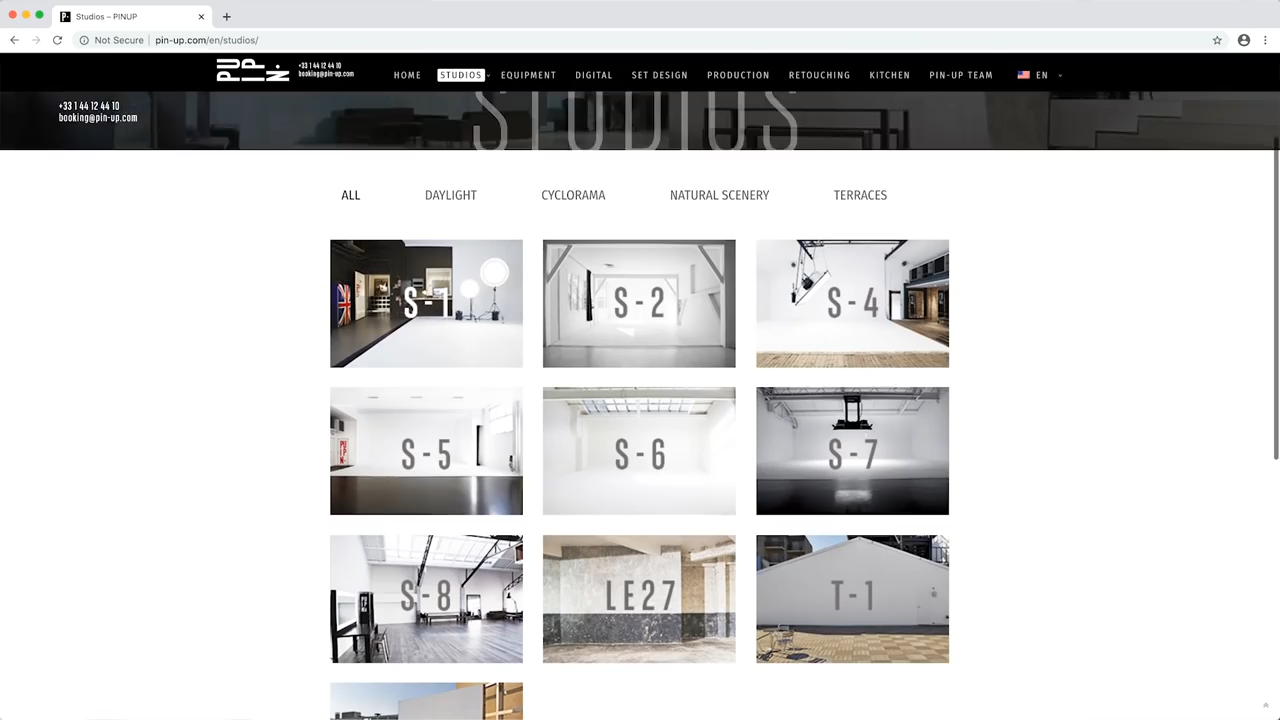 Studios – PINUP
Not Secure pin-up.com/en/studios/
PU
IP
N.
+33 1 44 12 44 10
booking@pin-up.com
HOME STUDIOS EQUIPMENT DIGITAL SET DESIGN PRODUCTION RETOUCHING KITCHEN PIN-UP TEAM EN
+33 1 44 12 44 10
booking@pin-up.com
STUDIOS
ALL DAYLIGHT CYCLORAMA NATURAL SCENERY TERRACES
S-1 S-2 S-4
S-5 S-6 S-7
S-8 LE27 T-1